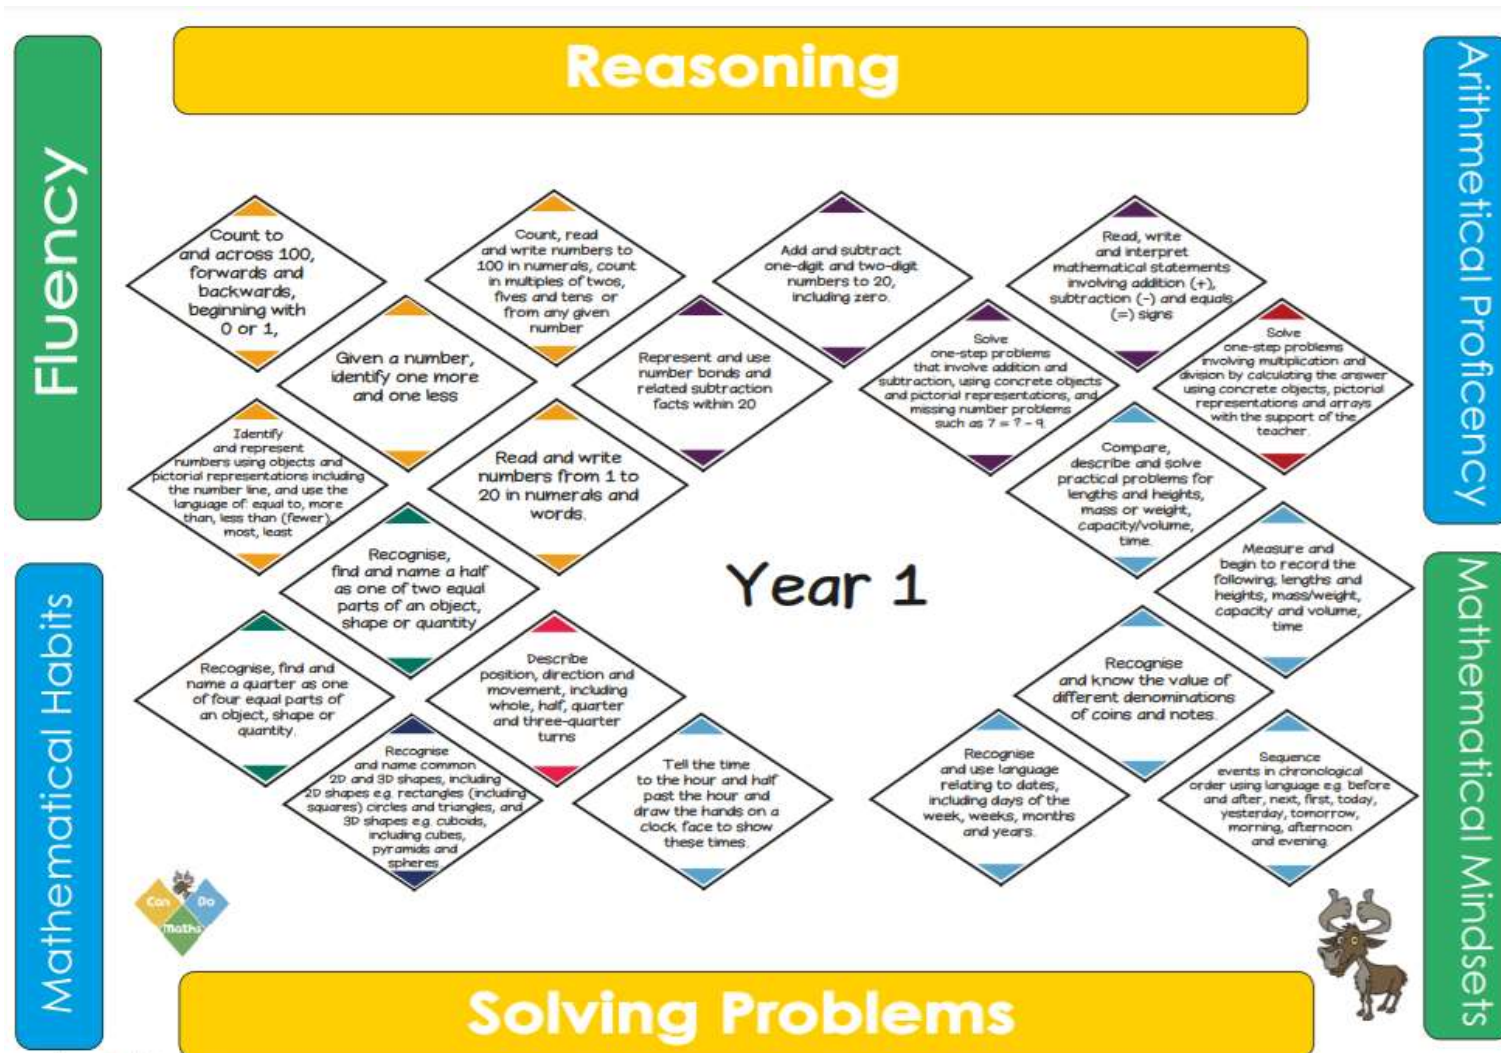 Reasoning
Fluency
Arithmetical Proficency
Count to
and across 100,
forwards and
backwards,
beginning with
0 or 1,
Count, read
and write numbers to
100 in numerals, count
in multiples of twos,
fives and tens or
from any given
number
Add and subtract
one-digit and two-digit
numbers to 20,
including zero.
Read, write
and interpret
mathematical statements
involving addition (+),
subtraction (-) and equals
(=) signs
Given a number,
identify one more
and one less
Represent and use
number bonds and
related subtraction
facts within 20
Solve
one-step problems
that involve addition and
subtraction, using concrete objects
and pictorial representations, and
missing number problems
such as 7 = ? - 9.
Solve
one-step problems
involving multiplication and
division by calculating the answer
using concrete objects, pictorial
representations and arrays
with the support of the
teacher.
Identify
and represent
numbers using objects and
pictorial representations including
the number line, and use the
language of: equal to, more
than, less than (fewer),
most, least
Read and write
numbers from 1 to
20 in numerals and
words.
Compare,
describe and solve
practical problems for
lengths and heights,
mass or weight,
capacity/volume,
time.
Recognise,
find and name a half
as one of two equal
parts of an object,
shape or quantity
Year 1
Measure and
begin to record the
following; lengths and
heights, mass/weight,
capacity and volume,
time
Mathematical Habits
Mathematical Mindsets
Recognise, find and
name a quarter as one
of four equal parts of
an object, shape or
quantity.
Describe
position, direction and
movement, including
whole, half, quarter
and three-quarter
turns
Recognise
and know the value of
different denominations
of coins and notes.
Recognise
and name common
2D and 3D shapes, including
2D shapes e.g. rectangles (including
squares) circles and triangles, and
3D shapes e.g. cuboids,
including cubes,
pyramids and
spheres
Tell the time
to the hour and half
past the hour and
draw the hands on a
clock face to show
these times.
Recognise
and use language
relating to dates,
including days of the
week, weeks, months
and years.
Sequence
events in chronological
order using language e.g. before
and after, next, first, today,
yesterday, tomorrow,
morning, afternoon
and evening.
Can Do
Maths
Solving Problems